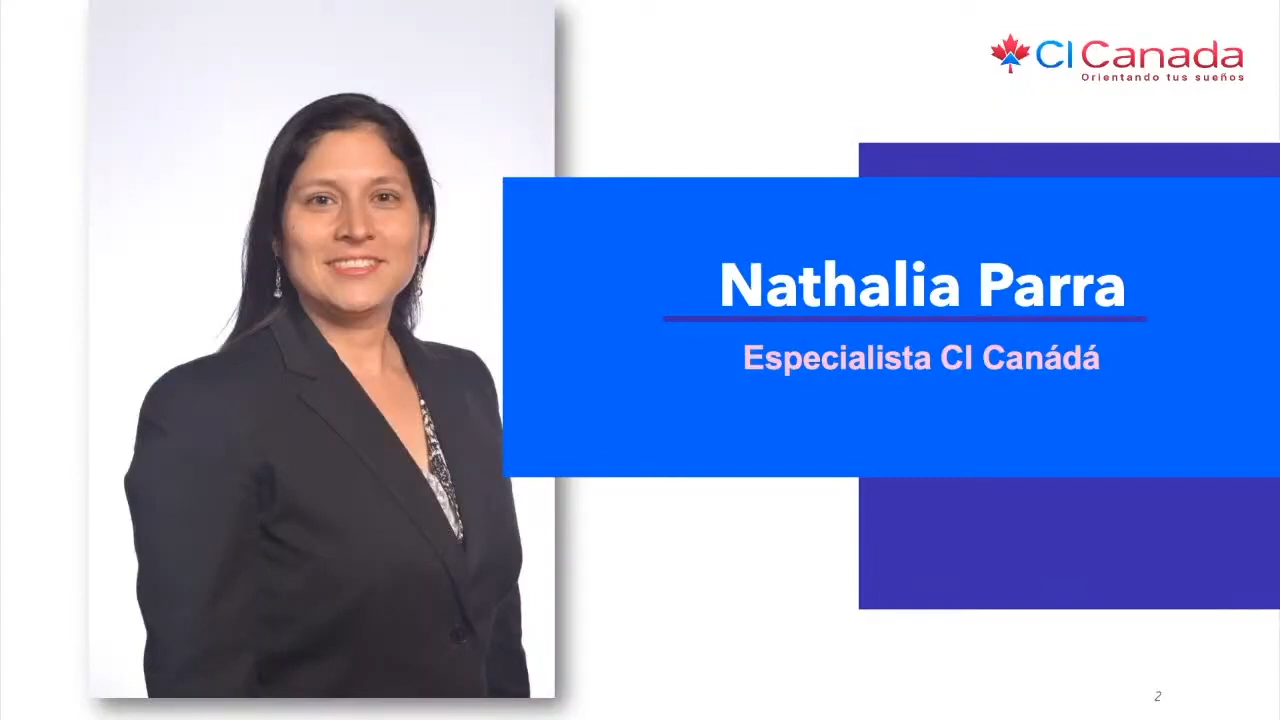 CI Canada
Orientando tus sueños
Nathalia Parra
Especialista CI Canádá
2